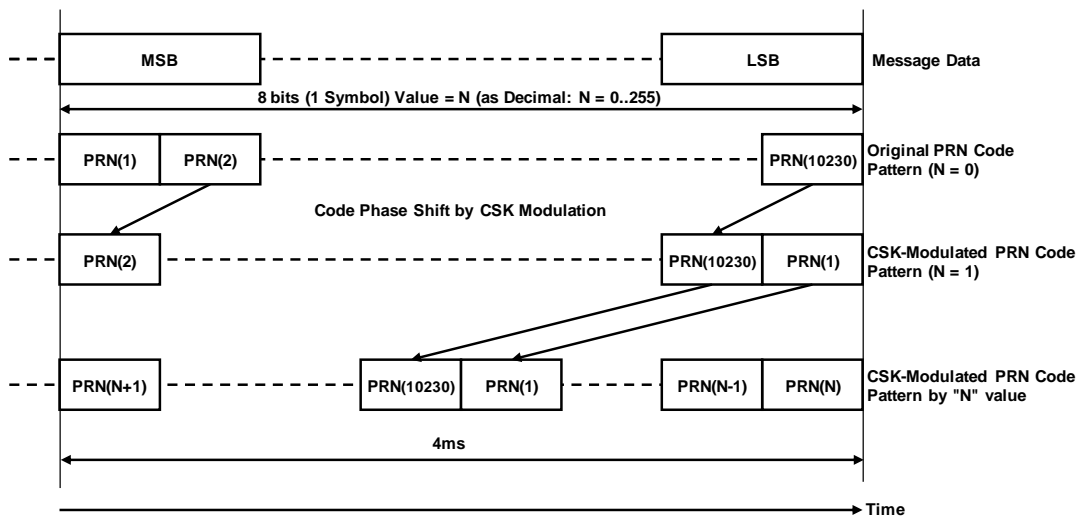 MSB
LSB
Message Data
8 bits (1 Symbol) Value = N (as Decimal: N = 0..255)
PRN(1)
PRN(2)
PRN(10230)
Original PRN Code
Pattern (N = 0)
Code Phase Shift by CSK Modulation
PRN(2)
PRN(10230)
PRN(1)
CSK-Modulated PRN Code
Pattern (N = 1)
PRN(N+1)
PRN(10230)
PRN(1)
PRN(N-1)
PRN(N)
CSK-Modulated PRN Code
Pattern by "N" value
4ms
Time